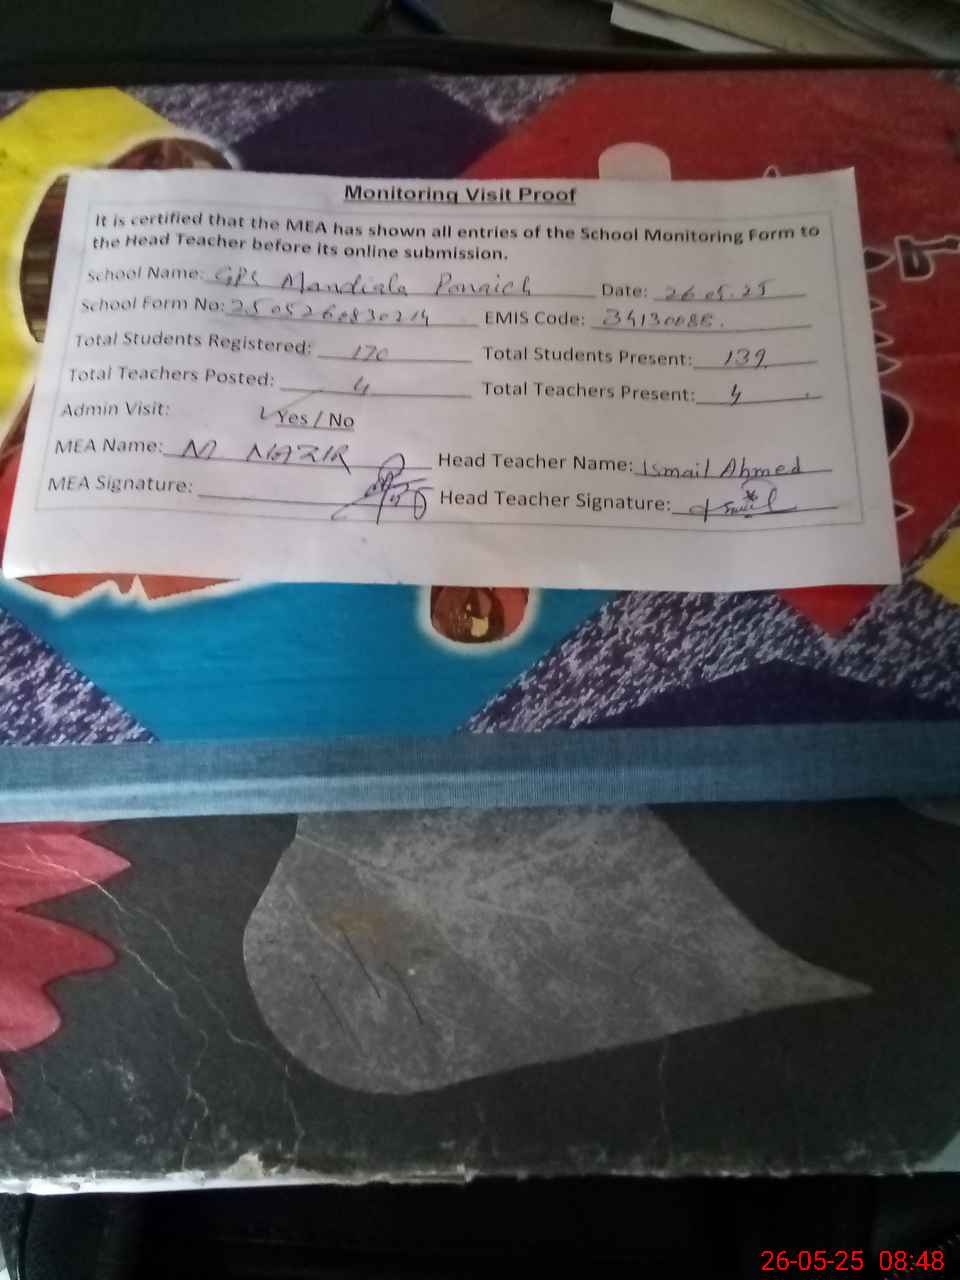 Monitoring Visit Proof
It is certified that the MEA has shown all entries of the School Monitoring Form to
the Head Teacher before its online submission.
School Name: GPS Mandiala Ponaich Date: 26.05.25
School Form No: 2505260830214 EMIS Code: 34130088.
Total Students Registered: 170 Total Students Present: 139
Total Teachers Posted: 4 Total Teachers Present: 4
Admin Visit: Yes / No
MEA Name: M NAZIR Head Teacher Name: Ismail Ahmed
MEA Signature: Head Teacher Signature:
26-05-25 08:48